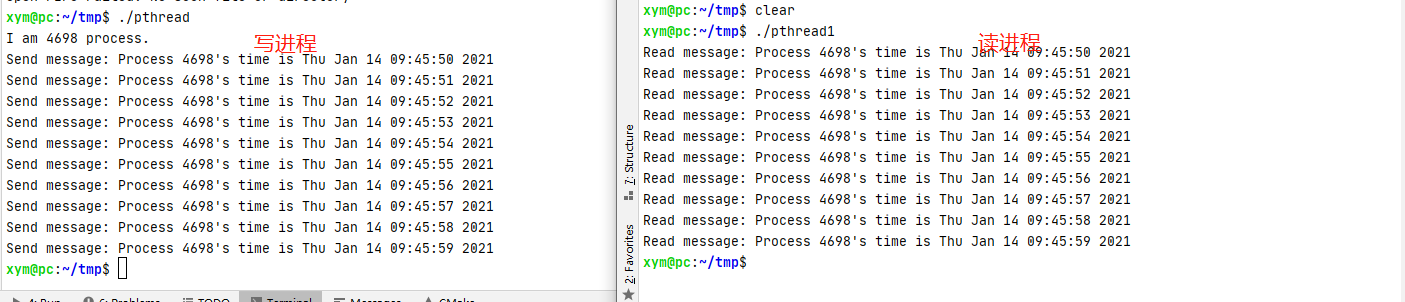 xym@pc:~/tmp$ ./pthread
I am 4698 process.
写进程
Send message: Process 4698's time is Thu Jan 14 09:45:50 2021
Send message: Process 4698's time is Thu Jan 14 09:45:51 2021
Send message: Process 4698's time is Thu Jan 14 09:45:52 2021
Send message: Process 4698's time is Thu Jan 14 09:45:53 2021
Send message: Process 4698's time is Thu Jan 14 09:45:54 2021
Send message: Process 4698's time is Thu Jan 14 09:45:55 2021
Send message: Process 4698's time is Thu Jan 14 09:45:56 2021
Send message: Process 4698's time is Thu Jan 14 09:45:57 2021
Send message: Process 4698's time is Thu Jan 14 09:45:58 2021
Send message: Process 4698's time is Thu Jan 14 09:45:59 2021
xym@pc:~/tmp$
7: Structure
2: Favorites
xym@pc:~/tmp$ clear
xym@pc:~/tmp$ ./pthread1
读进程
Read message: Process 4698's time is Thu Jan 14 09:45:50 2021
Read message: Process 4698's time is Thu Jan 14 09:45:51 2021
Read message: Process 4698's time is Thu Jan 14 09:45:52 2021
Read message: Process 4698's time is Thu Jan 14 09:45:53 2021
Read message: Process 4698's time is Thu Jan 14 09:45:54 2021
Read message: Process 4698's time is Thu Jan 14 09:45:55 2021
Read message: Process 4698's time is Thu Jan 14 09:45:56 2021
Read message: Process 4698's time is Thu Jan 14 09:45:57 2021
Read message: Process 4698's time is Thu Jan 14 09:45:58 2021
Read message: Process 4698's time is Thu Jan 14 09:45:59 2021
xym@pc:~/tmp$